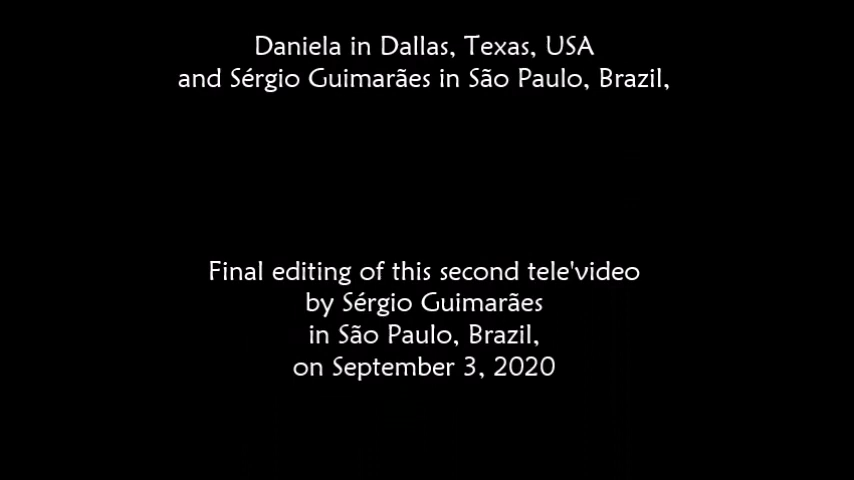 Daniela in Dallas, Texas, USA
and Sérgio Guimarães in São Paulo, Brazil,
Final editing of this second tele'video
by Sérgio Guimarães
in São Paulo, Brazil,
on September 3, 2020